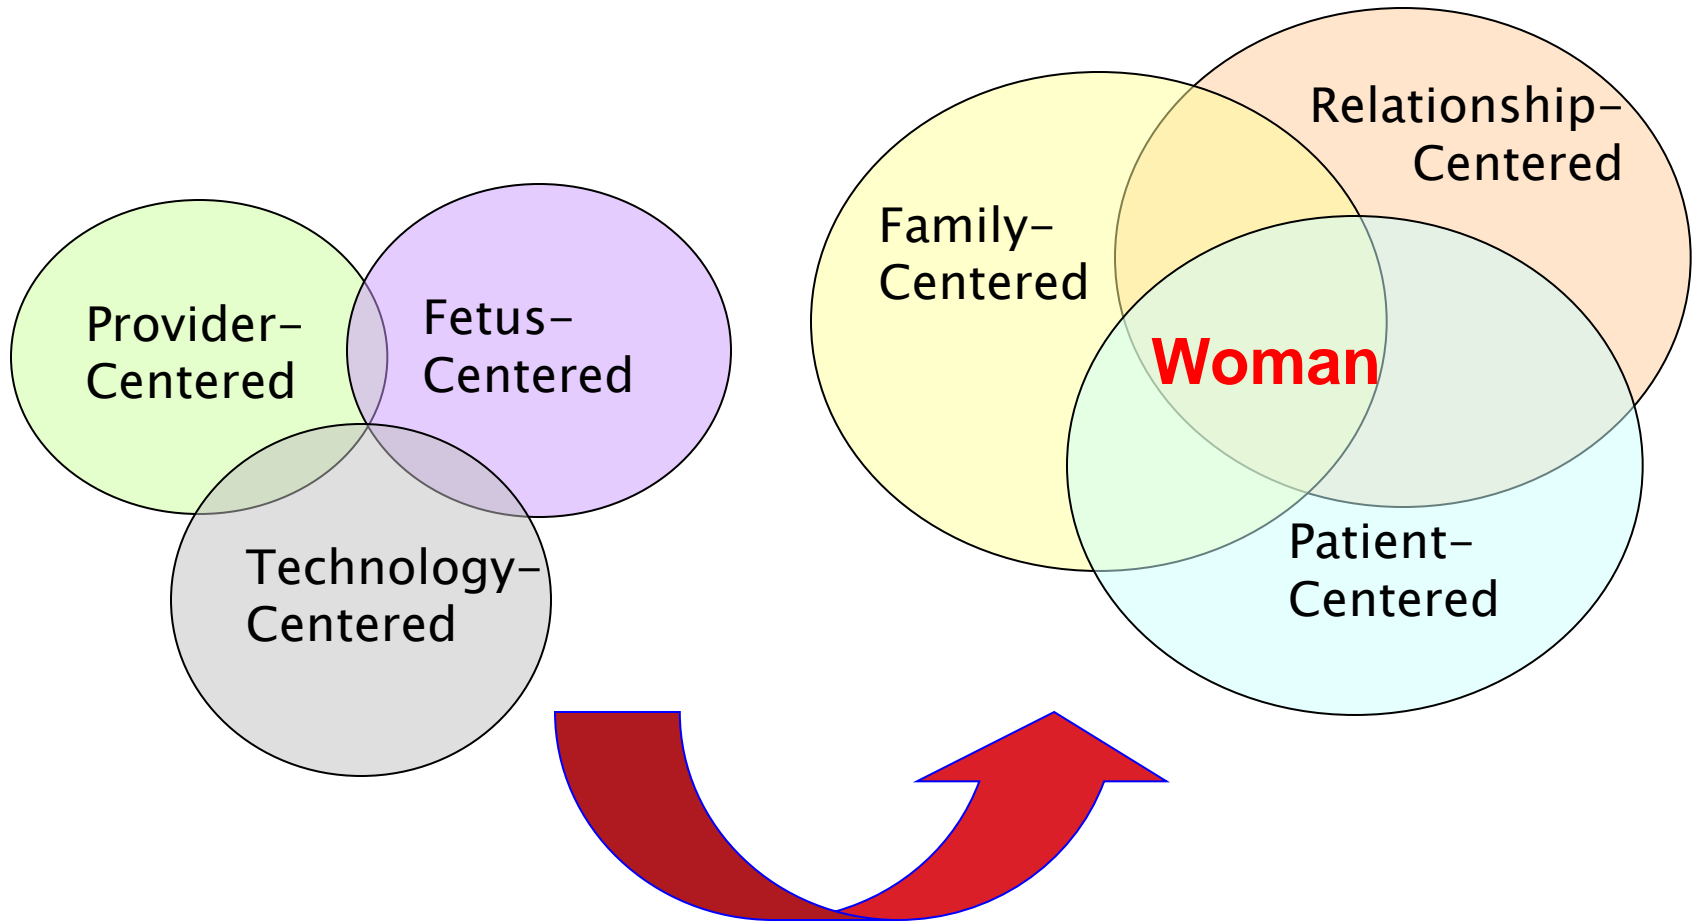 Provider-
Centered
Fetus-
Centered
Technology-
Centered
Family-
Centered
Relationship-
Centered
Woman
Patient-
Centered